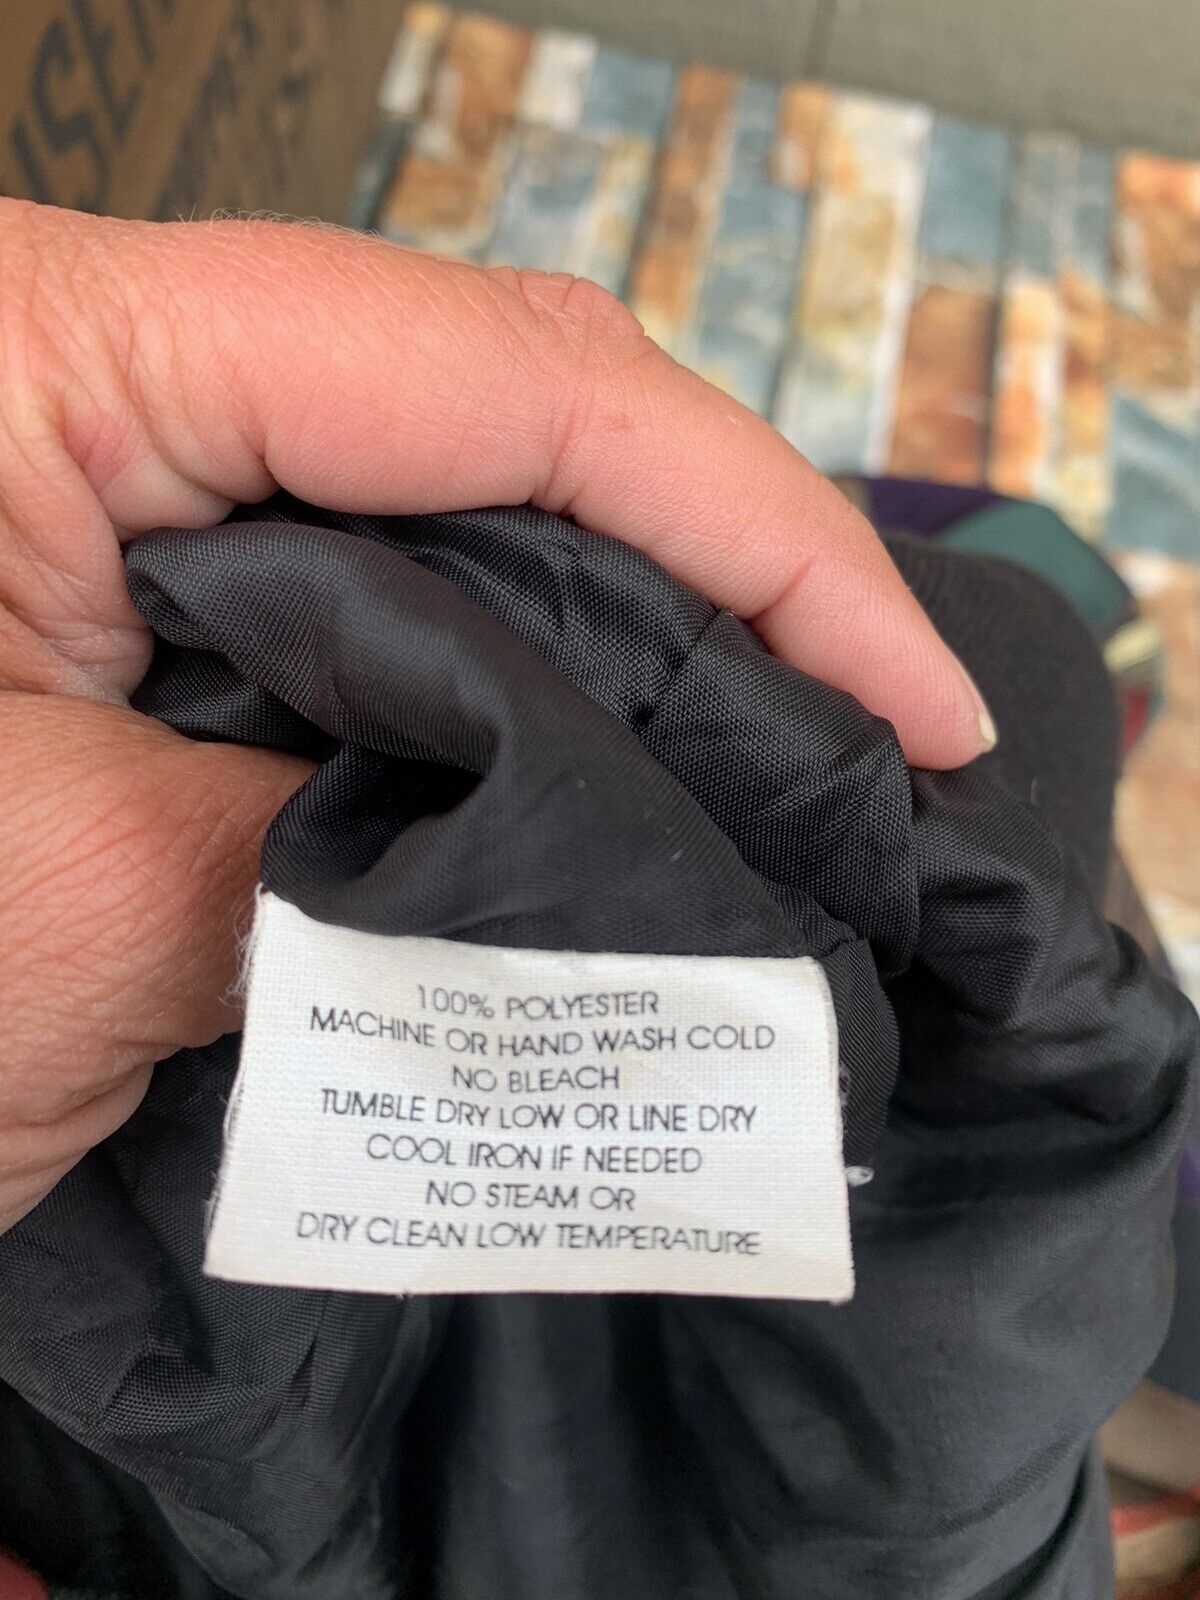 100% POLYESTER
MACHINE OR HAND WASH COLD
NO BLEACH
TUMBLE DRY LOW OR LINE DRY
COOL IRON IF NEEDED
NO STEAM OR
DRY CLEAN LOW TEMPERATURE